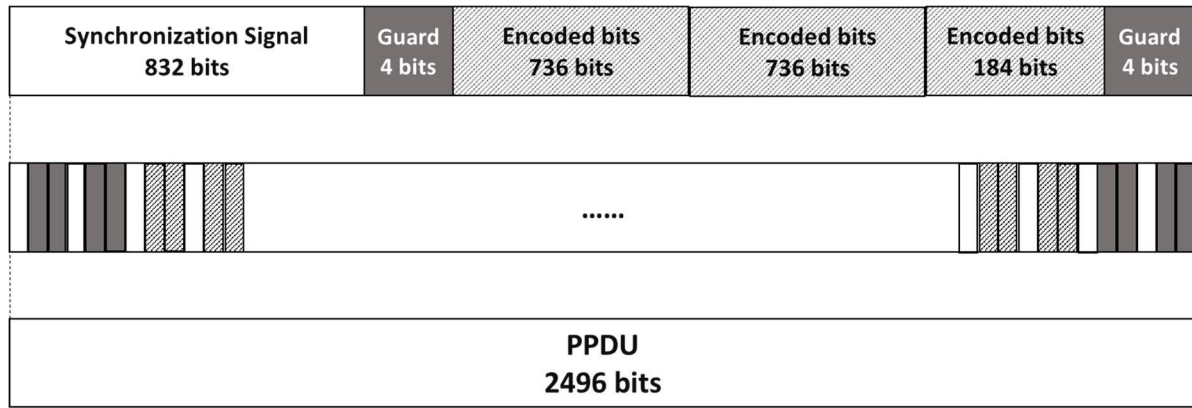 Synchronization Signal
832 bits
Guard
4 bits
Encoded bits
736 bits
Encoded bits
736 bits
Encoded bits
184 bits
Guard
4 bits
......
PPDU
2496 bits